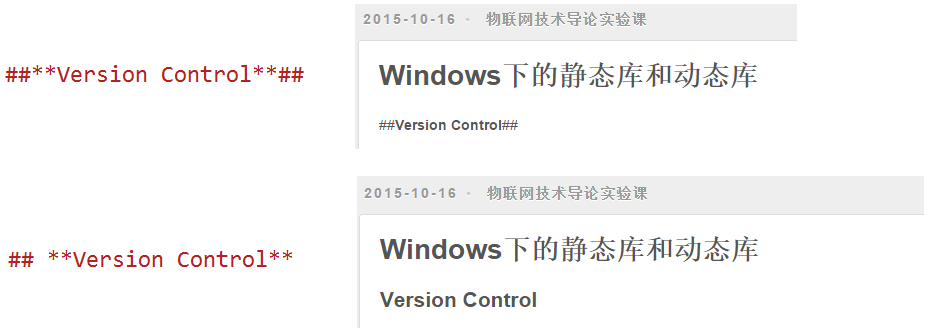 2015-10-16 • 物联网技术导论实验课
##**Version Control**##
Windows下的静态库和动态库
##Version Control##
2015-10-16 • 物联网技术导论实验课
## **Version Control**
Windows下的静态库和动态库
Version Control